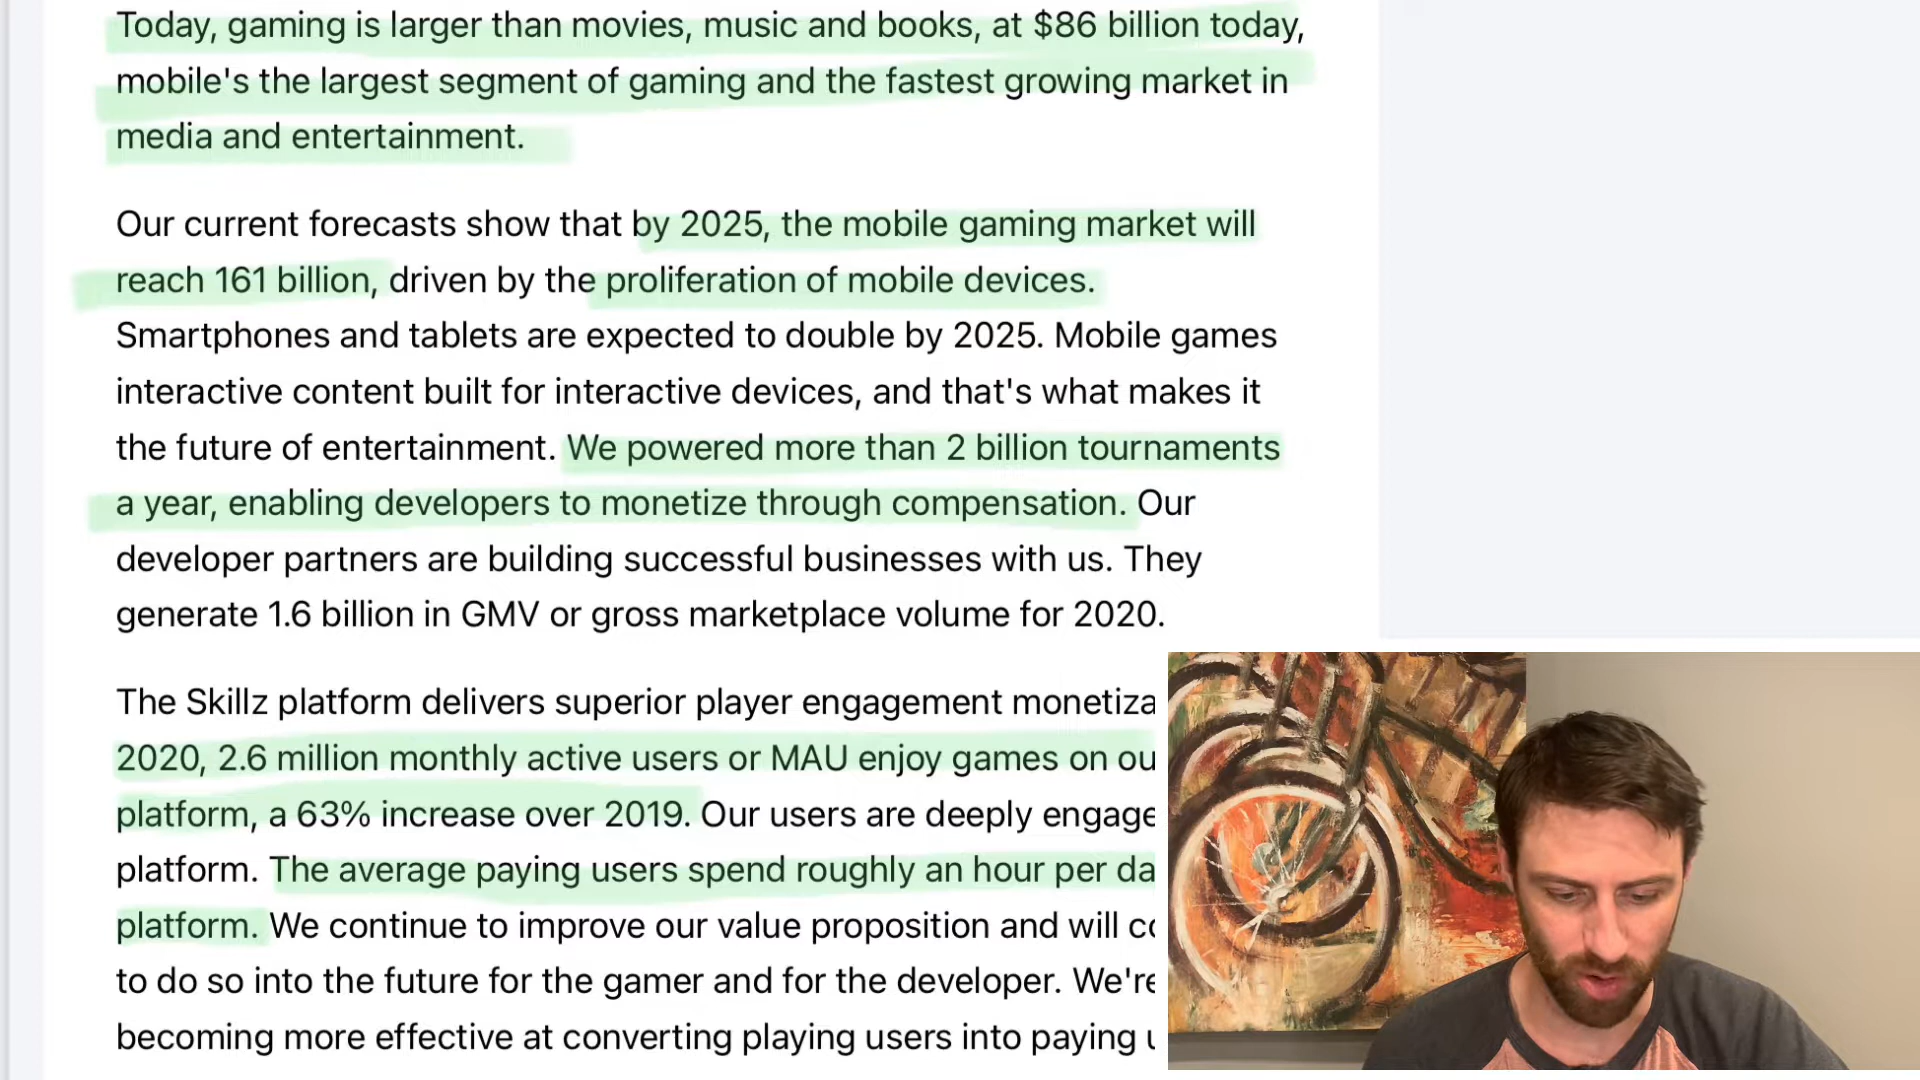 Today, gaming is larger than movies, music and books, at $86 billion today,
mobile's the largest segment of gaming and the fastest growing market in
media and entertainment.
Our current forecasts show that by 2025, the mobile gaming market will
reach 161 billion, driven by the proliferation of mobile devices.
Smartphones and tablets are expected to double by 2025. Mobile games
interactive content built for interactive devices, and that's what makes it
the future of entertainment. We powered more than 2 billion tournaments
a year, enabling developers to monetize through compensation. Our
developer partners are building successful businesses with us. They
generate 1.6 billion in GMV or gross marketplace volume for 2020.
The Skillz platform delivers superior player engagement monetiza
2020, 2.6 million monthly active users or MAU enjoy games on ou
platform, a 63% increase over 2019. Our users are deeply engage
platform. The average paying users spend roughly an hour per da
platform. We continue to improve our value proposition and will co
to do so into the future for the gamer and for the developer. We're
becoming more effective at converting playing users into paying